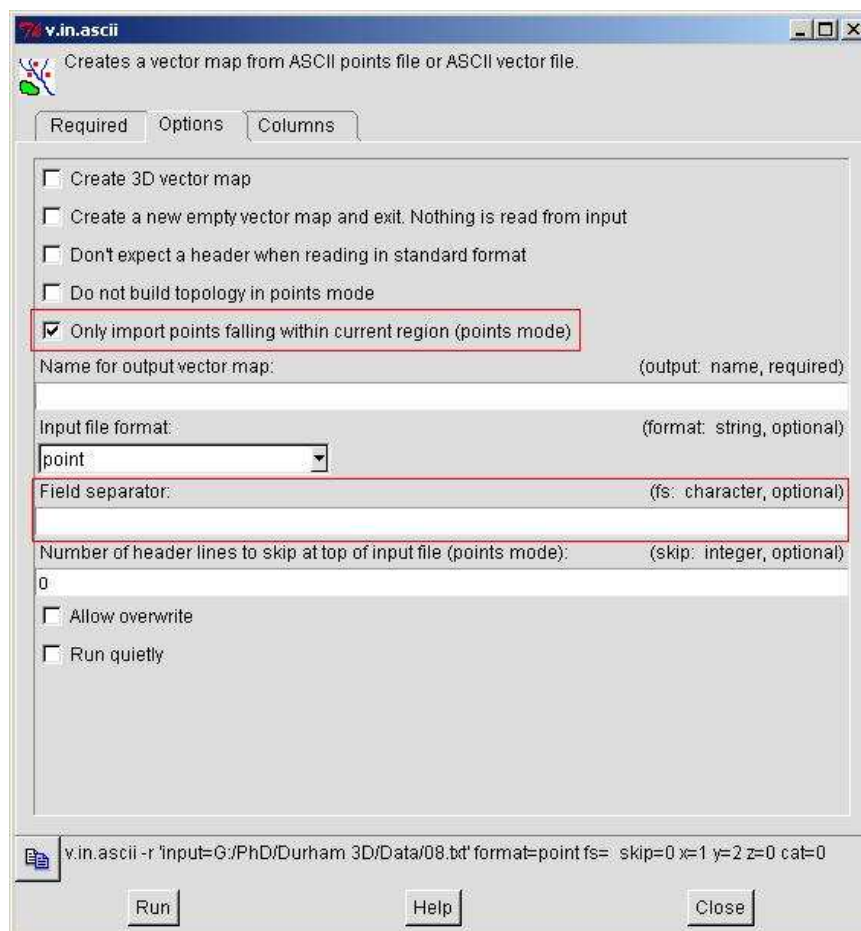 v.in.ascii
Creates a vector map from ASCII points file or ASCII vector file.
Required Options Columns
Create 3D vector map
Create a new empty vector map and exit. Nothing is read from input
Don't expect a header when reading in standard format
Do not build topology in points mode
Only import points falling within current region (points mode)
Name for output vector map: (output: name, required)
Input file format: (format: string, optional)
point
Field separator: (fs: character, optional)
Number of header lines to skip at top of input file (points mode): (skip: integer, optional)
0
Allow overwrite
Run quietly
v.in.ascii -r 'input=G:/PhD/Durham 3D/Data/08.txt' format=point fs= skip=0 x=1 y=2 z=0 cat=0
Run Help Close